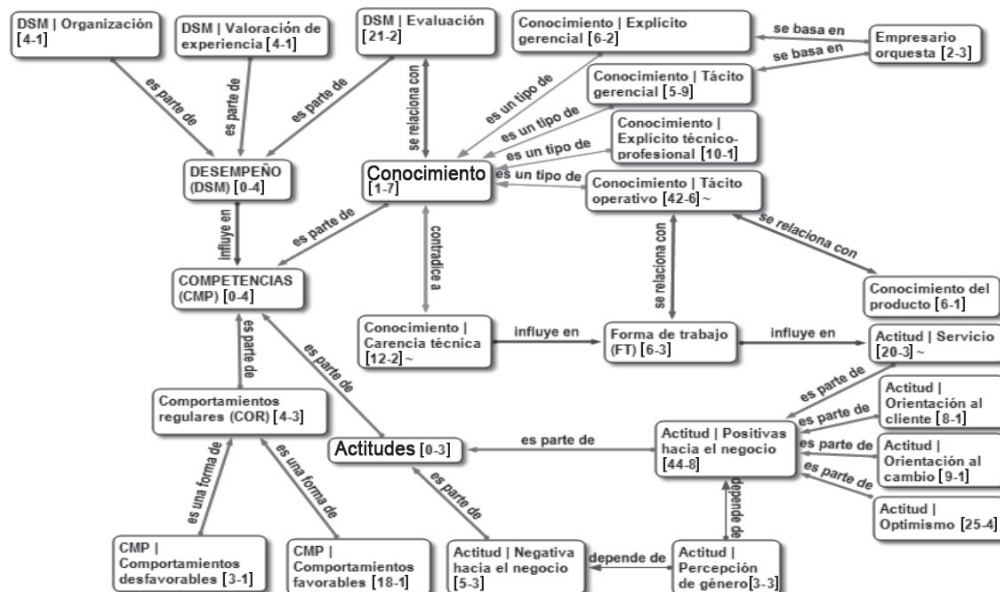 DSM | Organización
[4-1]
DSM | Valoración de
experiencia [4-1]
DSM | Evaluación
[21-2]
Conocimiento | Explícito
gerencial [6-2]
se basa en
Empresario
orquesta [2-3]
se basa en
Conocimiento | Tácito
gerencial [5-9]
es parte de
es parte de
es parte de
se relaciona con
es un tipo de
es un tipo de
Conocimiento |
Explícito técnico-
profesional [10-1]
es un tipo de
es un tipo de
DESEMPEÑO
(DSM) [0-4]
Conocimiento
[1-7]
Conocimiento | Tácito
operativo [42-6] ~
influye en
es parte de
contradice a
se relaciona con
se relaciona con
COMPETENCIAS
(CMP) [0-4]
Conocimiento del
producto [6-1]
Conocimiento |
Carencia técnica
[12-2] ~
influye en
Forma de trabajo
(FT) [6-3]
influye en
Actitud | Servicio
[20-3] ~
es parte de
es parte de
es parte de
Actitud |
Orientación al
cliente [8-1]
es parte de
Comportamientos
regulares (COR) [4-3]
Actitudes [0-3]
es parte de
Actitud | Positivas
hacia el negocio
[44-8]
es parte de
Actitud |
Orientación al
cambio [9-1]
es parte de
es una forma de
es una forma de
es parte de
depende de
Actitud |
Optimismo [25-4]
CMP |
Comportamientos
desfavorables [3-1]
CMP |
Comportamientos
favorables [18-1]
Actitud | Negativa
hacia el negocio
[5-3]
depende de
Actitud |
Percepción
de género[3-3]